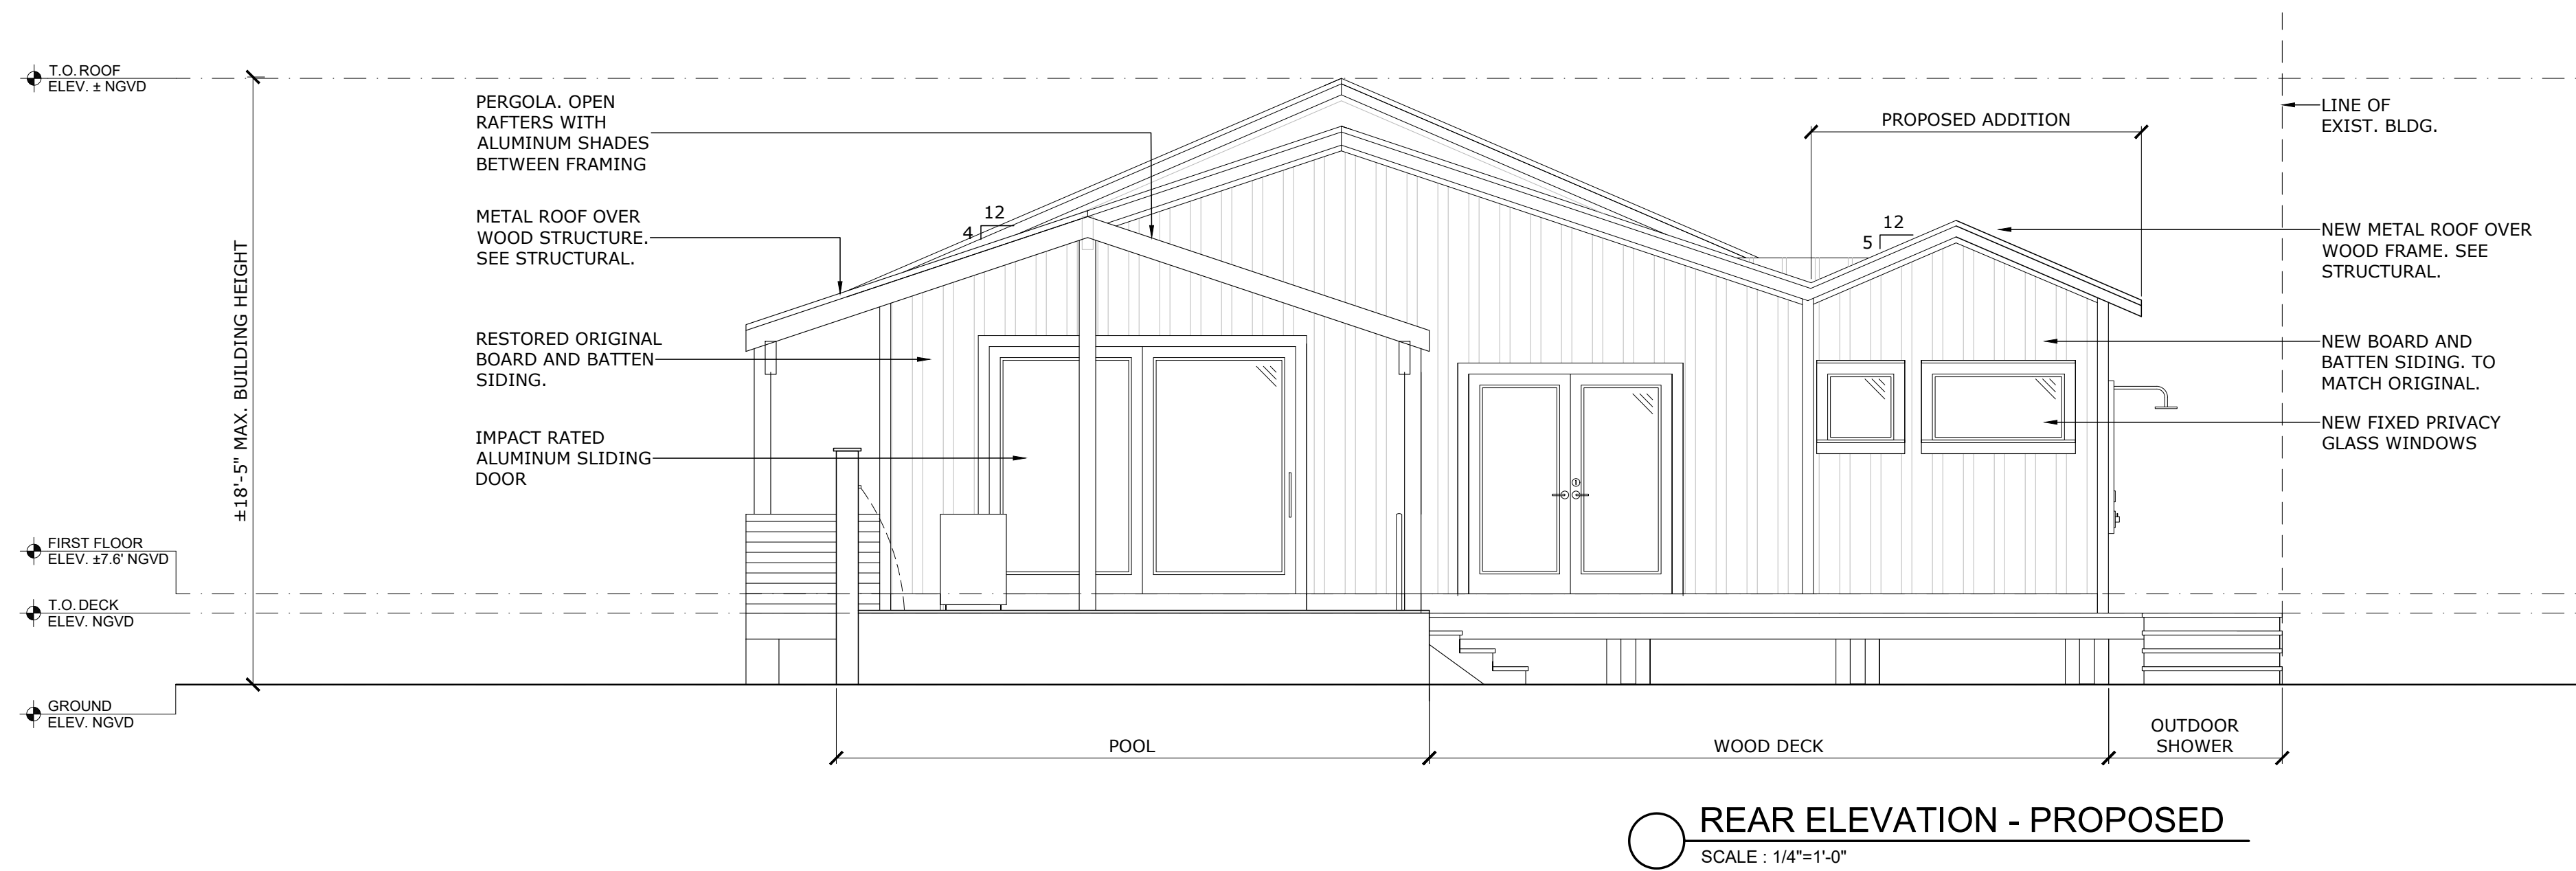 T.O. ROOF
ELEV. ± NGVD
PERGOLA. OPEN
RAFTERS WITH
ALUMINUM SHADES
BETWEEN FRAMING
METAL ROOF OVER
WOOD STRUCTURE.
SEE STRUCTURAL.
RESTORED ORIGINAL
BOARD AND BATTEN
SIDING.
IMPACT RATED
ALUMINUM SLIDING
DOOR
±18'-5" MAX. BUILDING HEIGHT
FIRST FLOOR
ELEV. ±7.6' NGVD
T.O. DECK
ELEV. NGVD
GROUND
ELEV. NGVD
12
4
PROPOSED ADDITION
12
5
LINE OF
EXIST. BLDG.
NEW METAL ROOF OVER
WOOD FRAME. SEE
STRUCTURAL.
NEW BOARD AND
BATTEN SIDING. TO
MATCH ORIGINAL.
NEW FIXED PRIVACY
GLASS WINDOWS
POOL
WOOD DECK
OUTDOOR
SHOWER
REAR ELEVATION - PROPOSED
SCALE : 1/4"=1'-0"